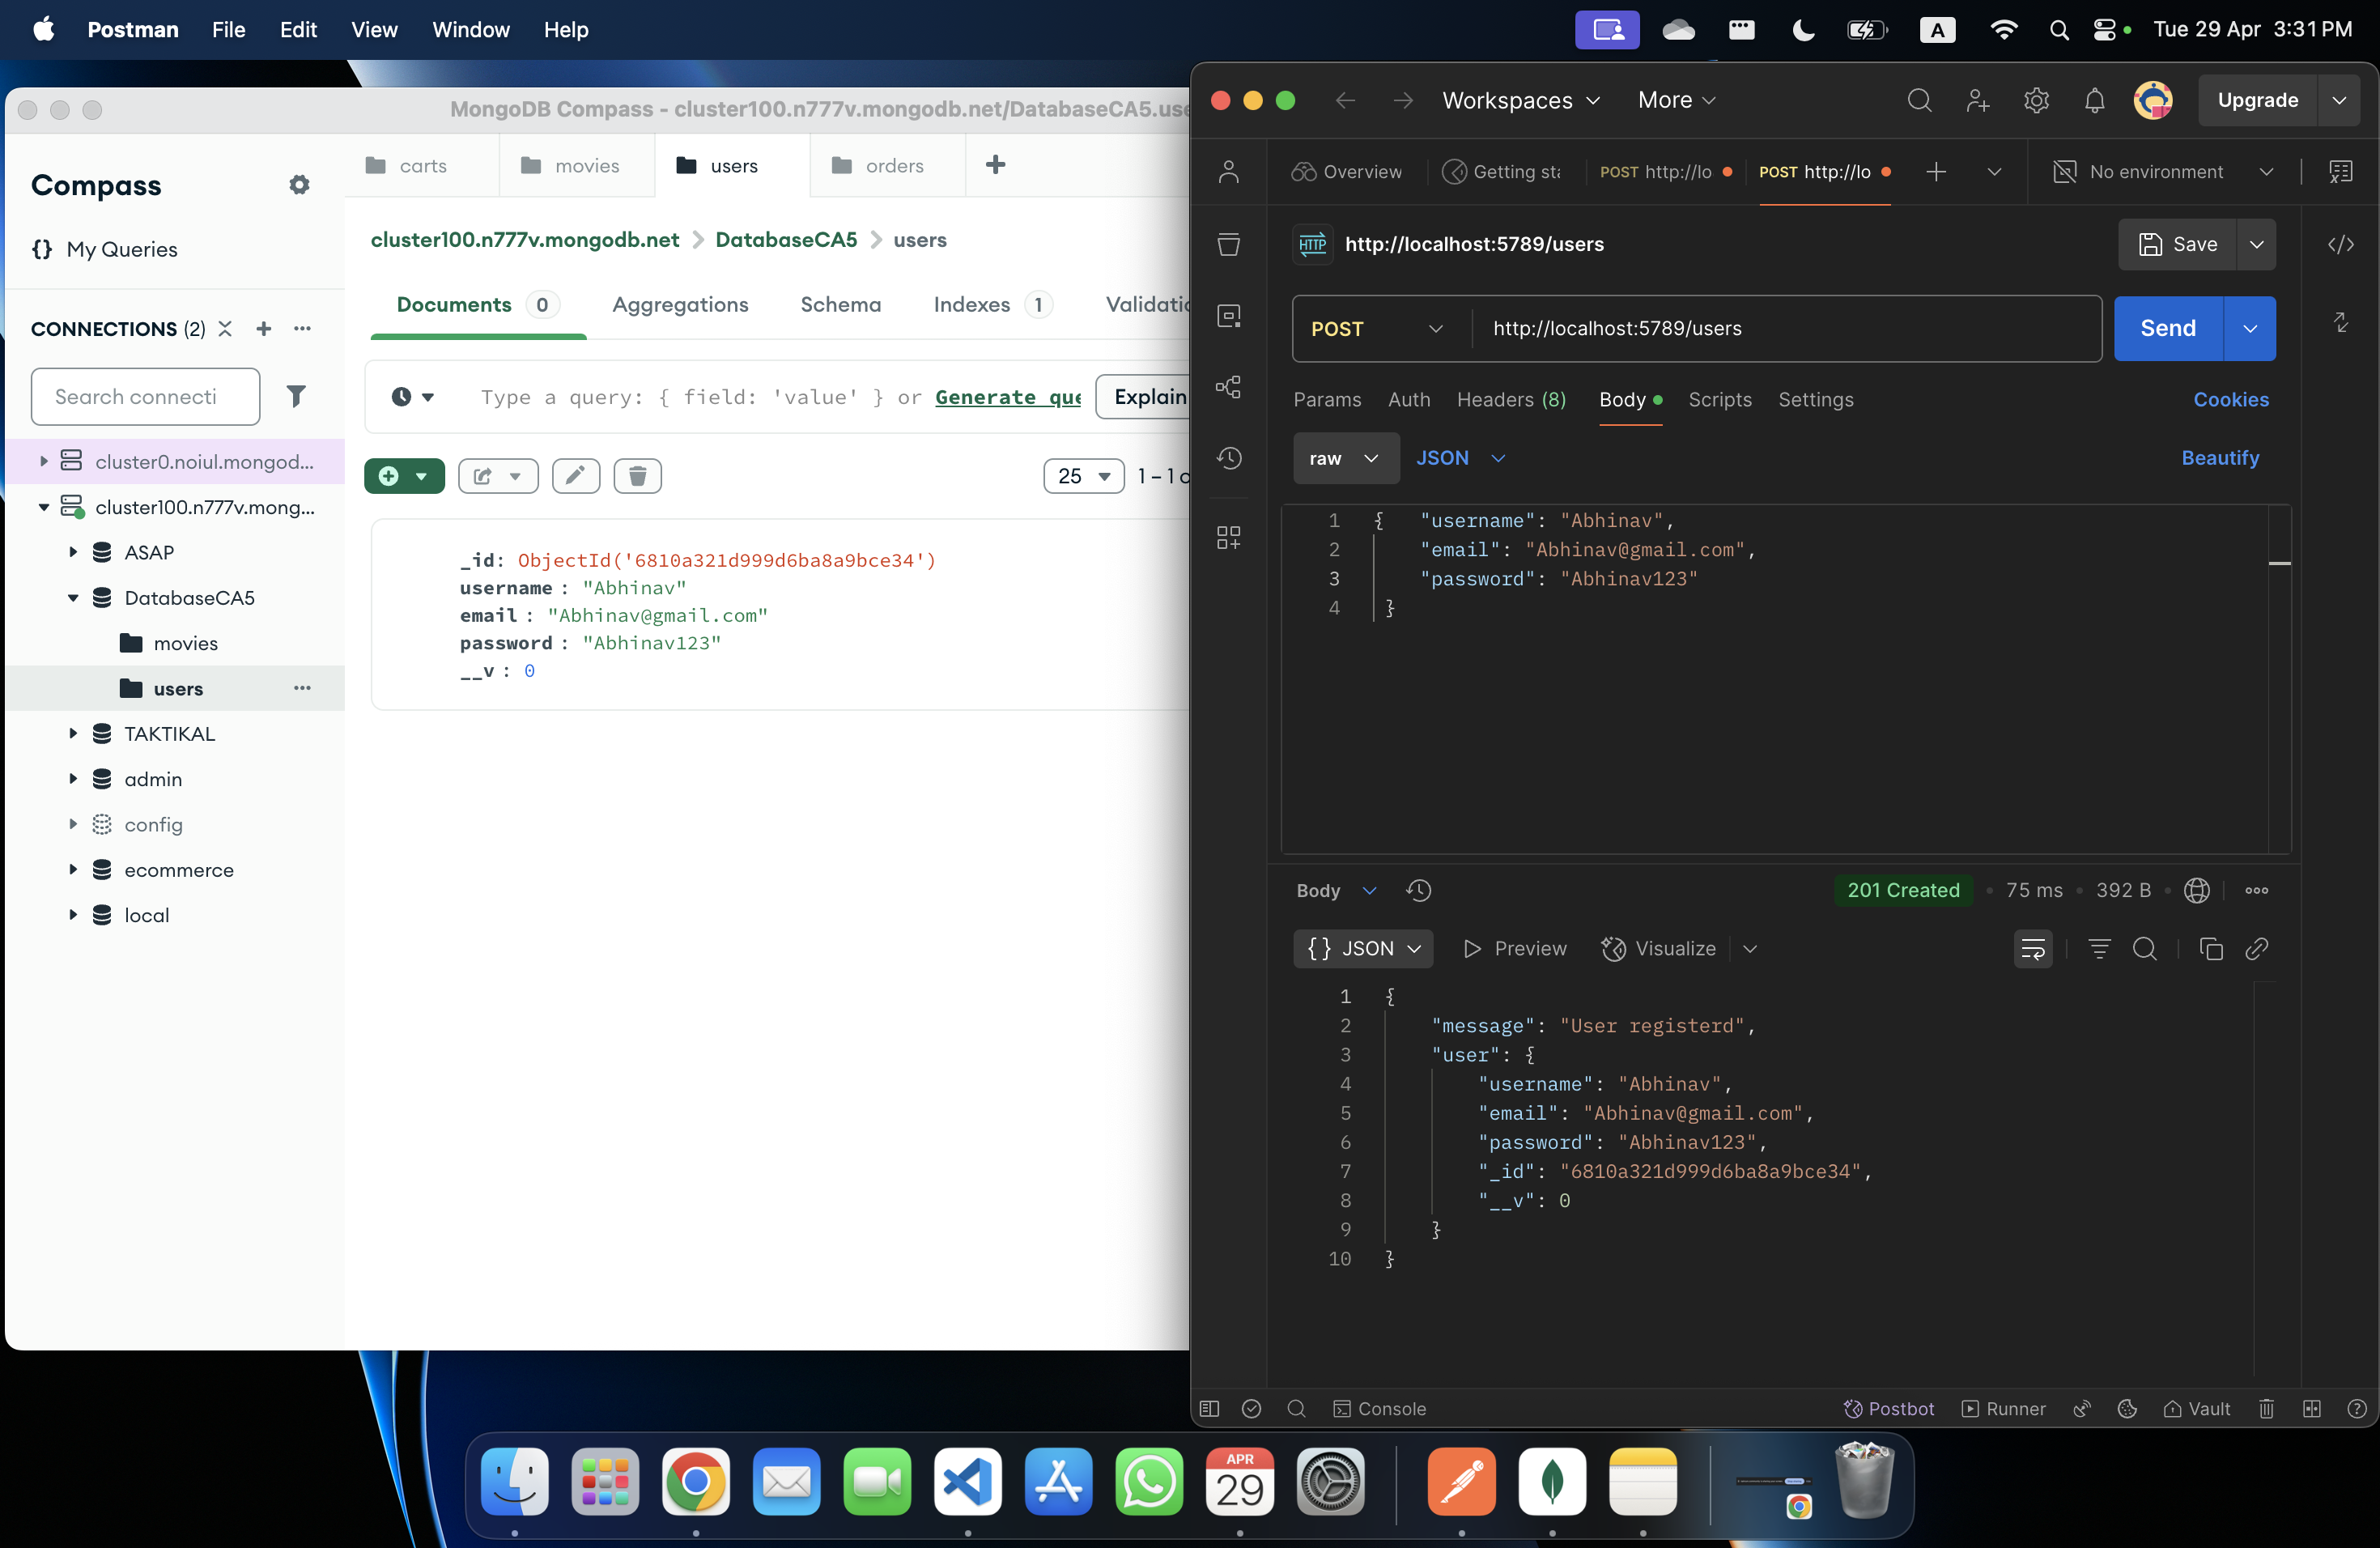 Postman File Edit View Window Help
A
Tue 29 Apr 3:31 PM
MongoDB Compass - cluster100.n777v.mongodb.net/DatabaseCA5.use
Compass
{} My Queries
CONNECTIONS (2)
Search connecti
cluster0.noiul.mongod...
cluster100.n777v.mong...
ASAP
DatabaseCA5
movies
users
TAKTIKAL
admin
config
ecommerce
local
carts movies users orders
cluster100.n777v.mongodb.net > DatabaseCA5 > users
Documents 0 Aggregations Schema Indexes 1 Validatic
Type a query: { field: 'value' } or Generate que
Explain
25 1 – 1 o
_id: ObjectId('6810a321d999d6ba8a9bce34')
username : "Abhinav"
email : "Abhinav@gmail.com"
password : "Abhinav123"
__v : 0
Workspaces More Upgrade
Overview Getting sta POST http://lo POST http://lo No environment
HTTP http://localhost:5789/users Save
POST http://localhost:5789/users Send
Params Auth Headers (8) Body Scripts Settings Cookies
raw JSON Beautify
1 { "username": "Abhinav",
2 "email": "Abhinav@gmail.com",
3 "password": "Abhinav123"
4 }
Body 201 Created 75 ms 392 B
{} JSON Preview Visualize
1 {
2 "message": "User registerd",
3 "user": {
4 "username": "Abhinav",
5 "email": "Abhinav@gmail.com",
6 "password": "Abhinav123",
7 "_id": "6810a321d999d6ba8a9bce34",
8 "__v": 0
9 }
10 }
Console Postbot Runner Vault
APR
29